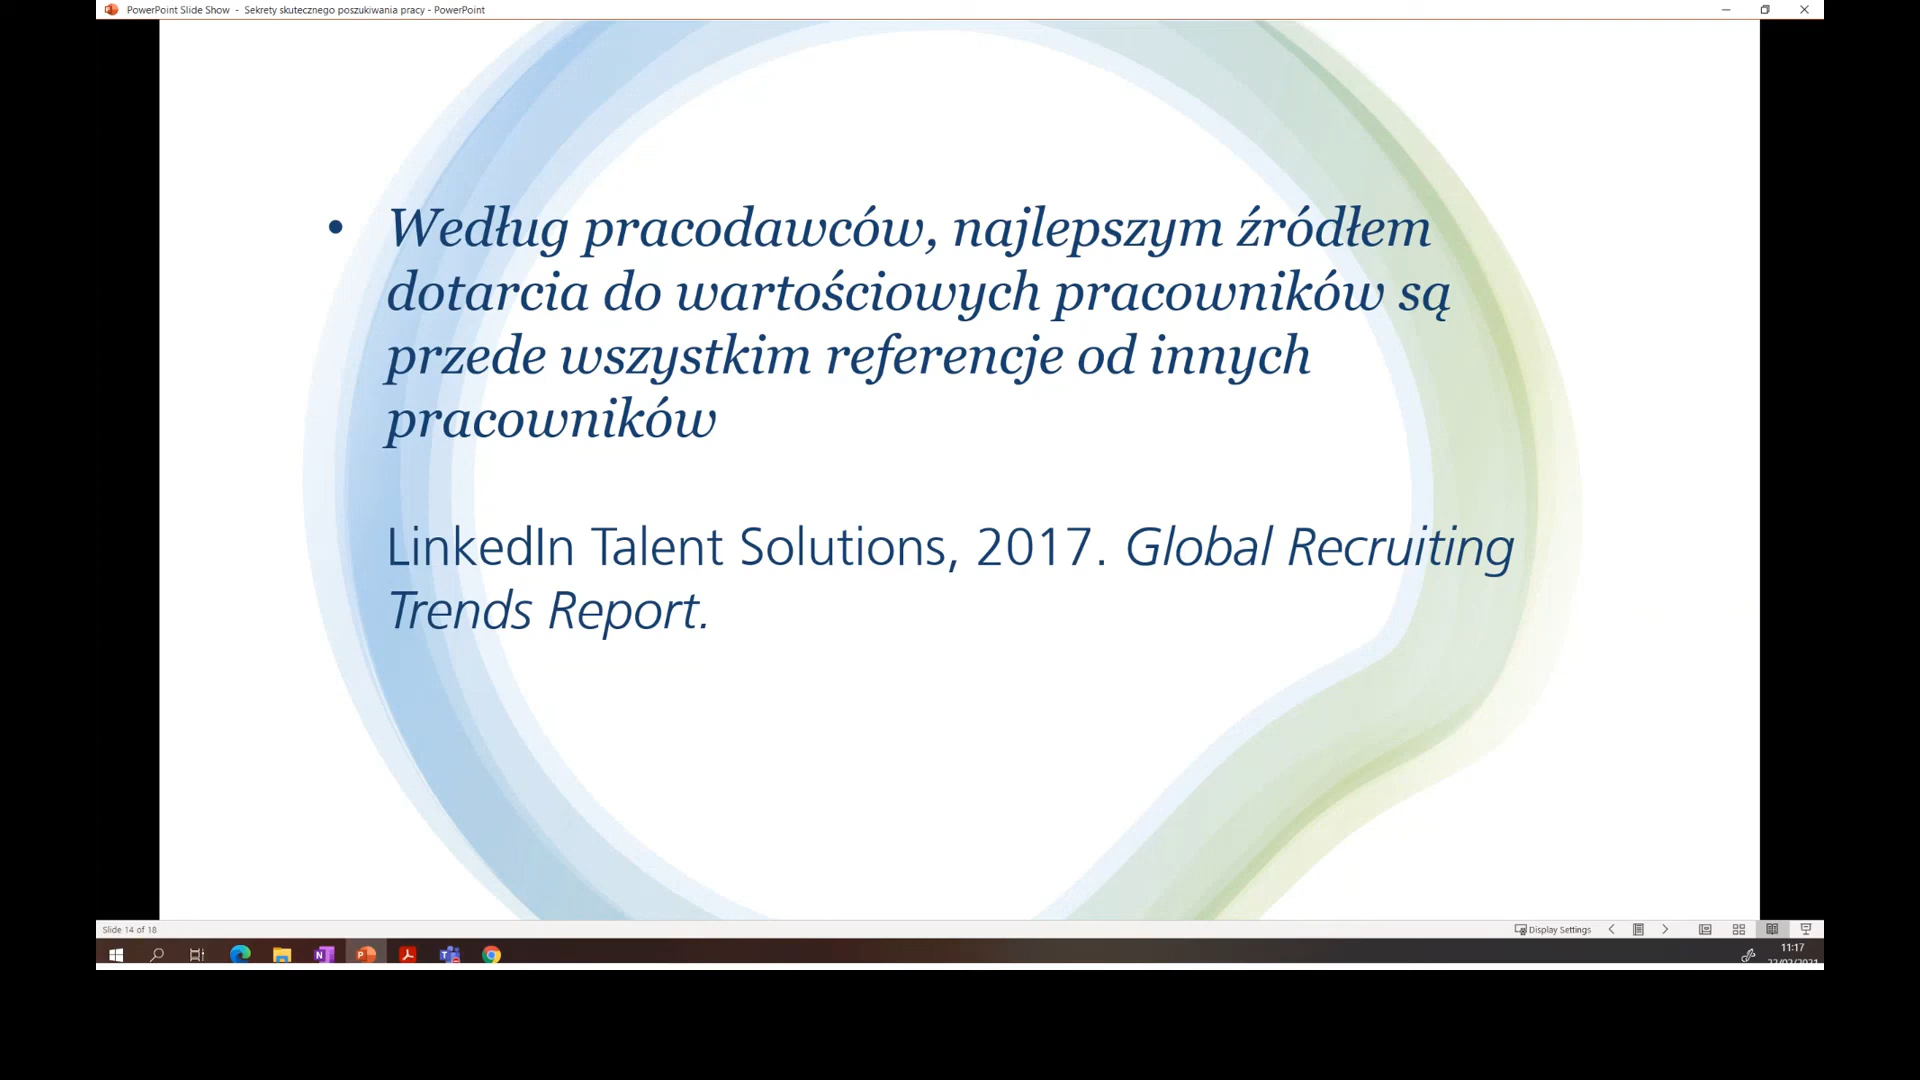 PowerPoint Slide Show - Sekrety skutecznego poszukiwania pracy - PowerPoint
• Według pracodawców, najlepszym źródłem
dotarcia do wartościowych pracowników są
przede wszystkim referencje od innych
pracowników
LinkedIn Talent Solutions, 2017. Global Recruiting
Trends Report.
Slide 14 of 18
Display Settings
11:17